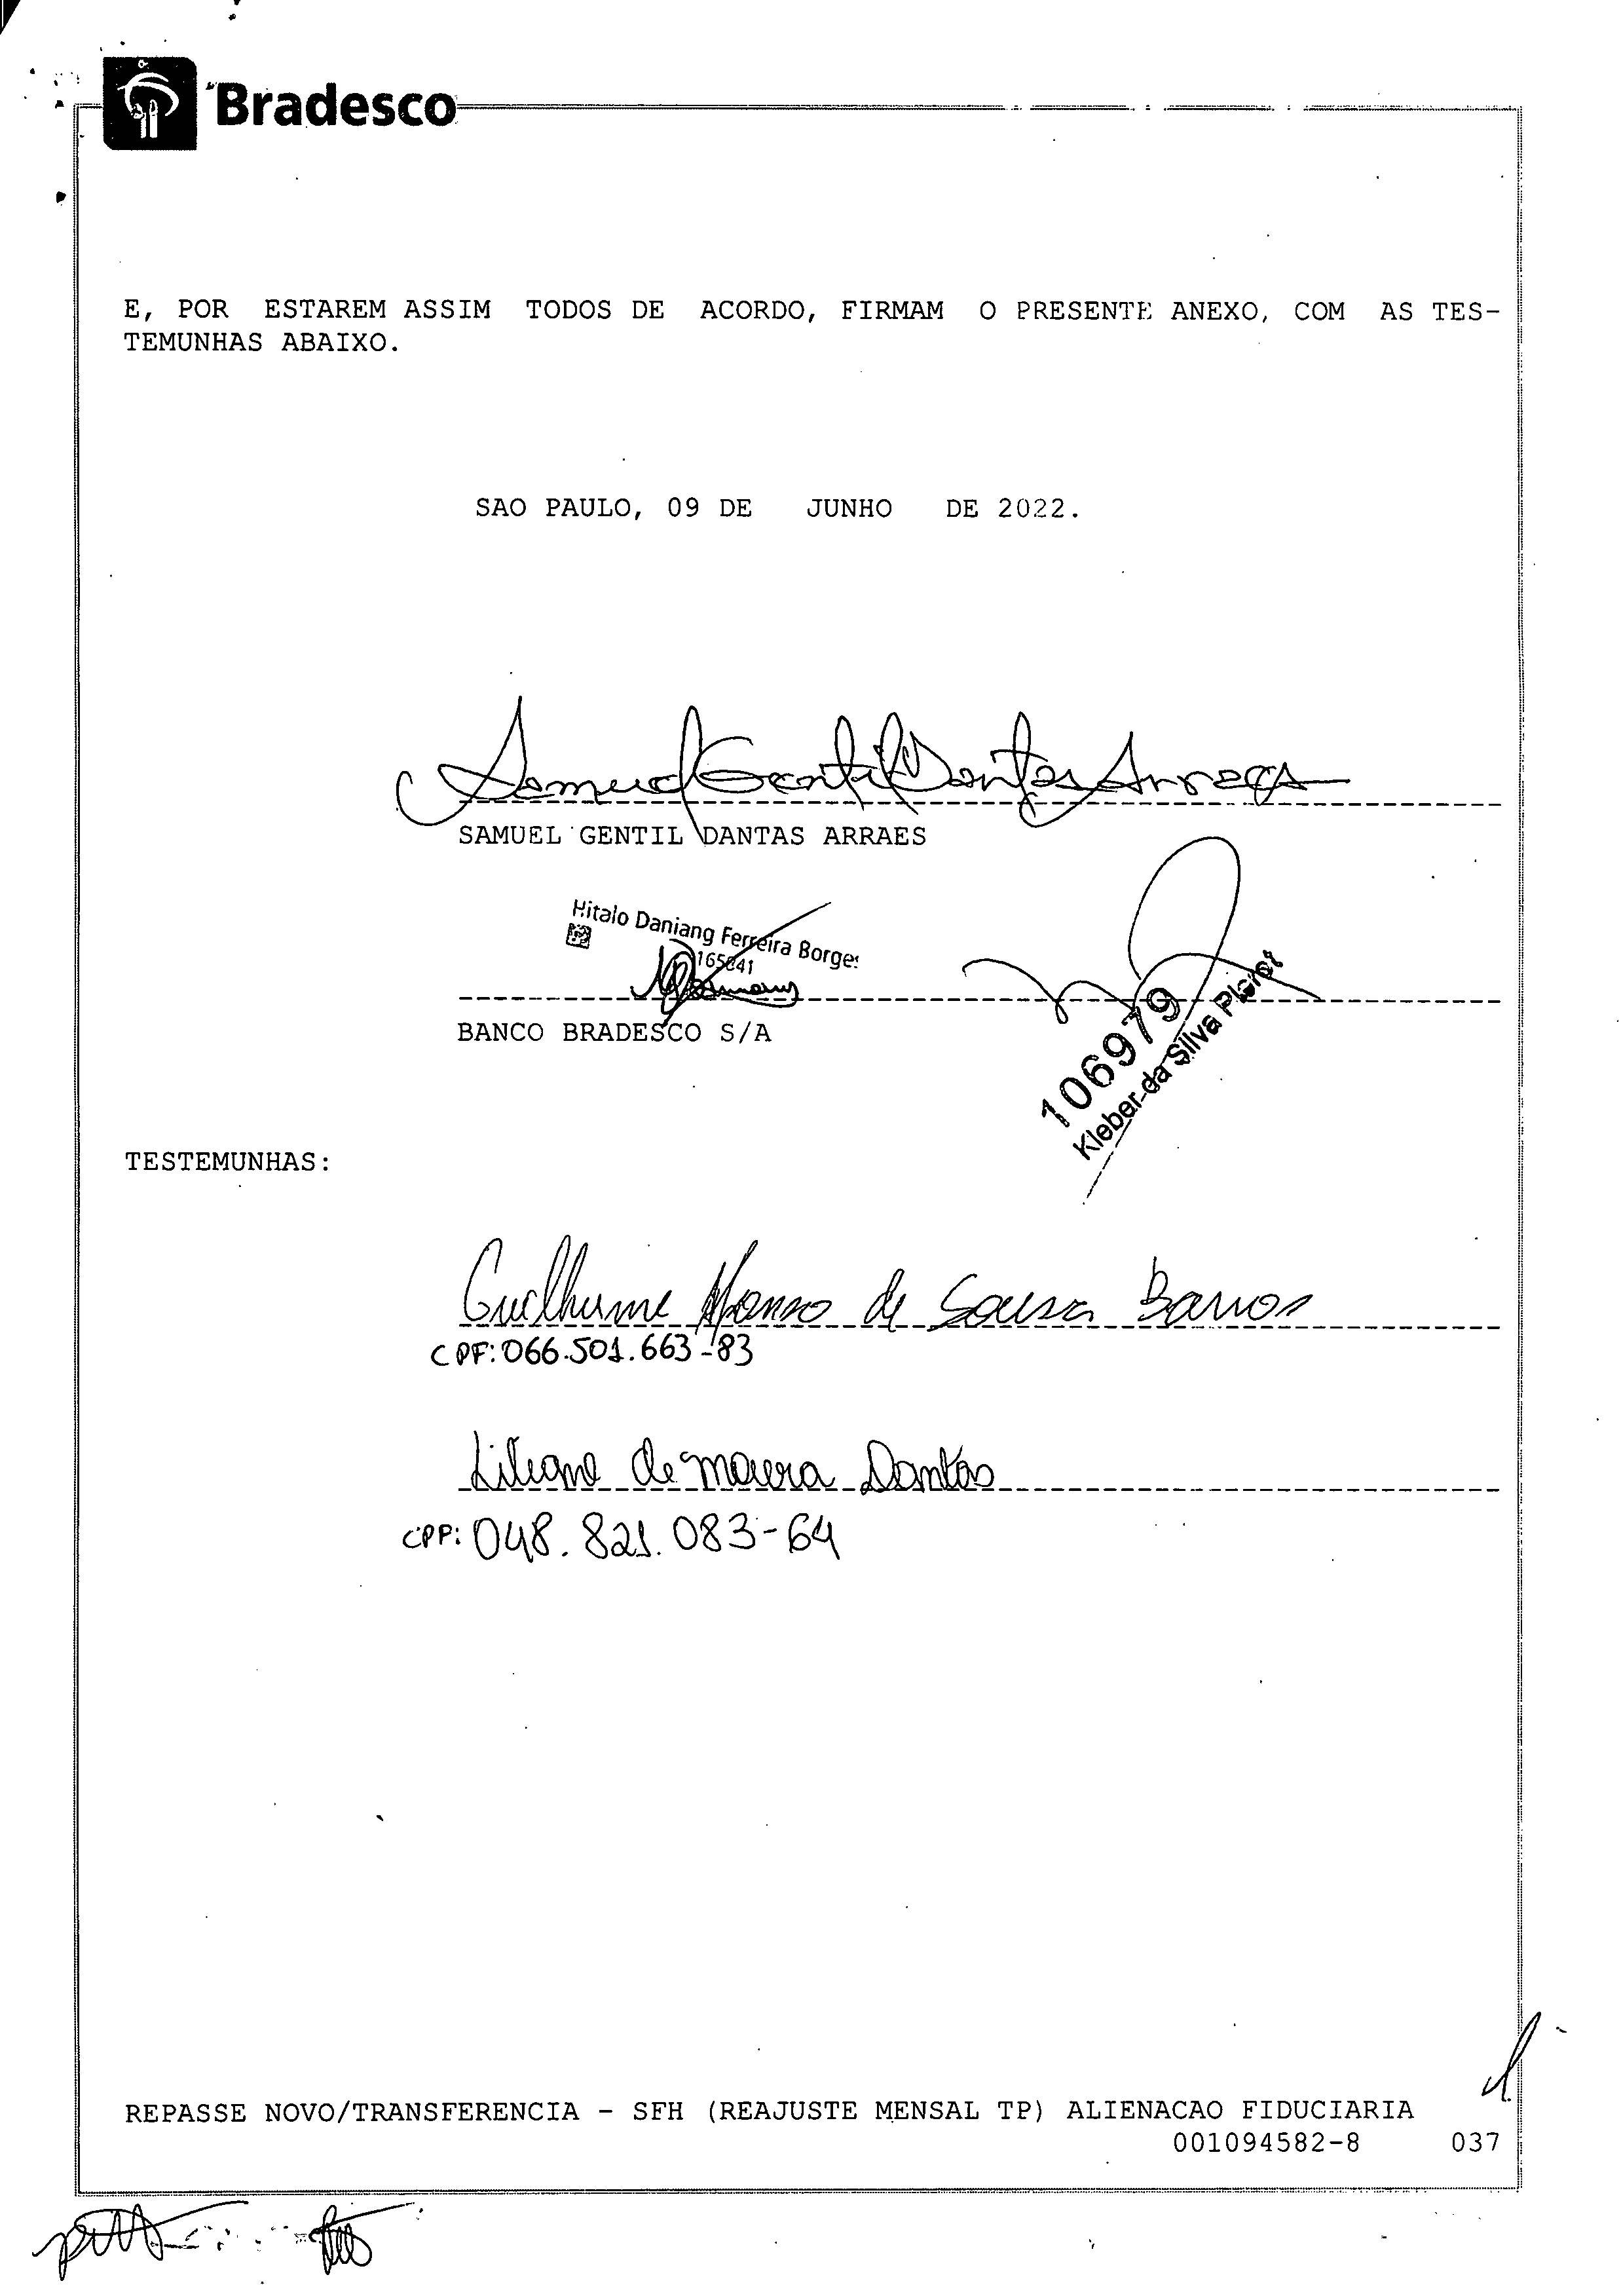 Bradesco
E, POR ESTAREM ASSIM TODOS DE ACORDO, FIRMAM O PRESENTE ANEXO, COM AS TES-
TEMUNHAS ABAIXO.
SAO PAULO, 09 DE JUNHO DE 2022.
Samuel Gentil Dantas Arraes
SAMUEL GENTIL DANTAS ARRAES
Hitalo Daniang Ferreira Borges
BANCO BRADESCO S/A
106979
Kleber da Silva
TESTEMUNHAS:
Guilherme Afonso de Sousa Barros
CPF: 066.501.663-83
Liliane de Moura Dantas
CPF: 048.821.083-64
REPASSE NOVO/TRANSFERENCIA - SFH (REAJUSTE MENSAL TP) ALIENACAO FIDUCIARIA
001094582-8 037